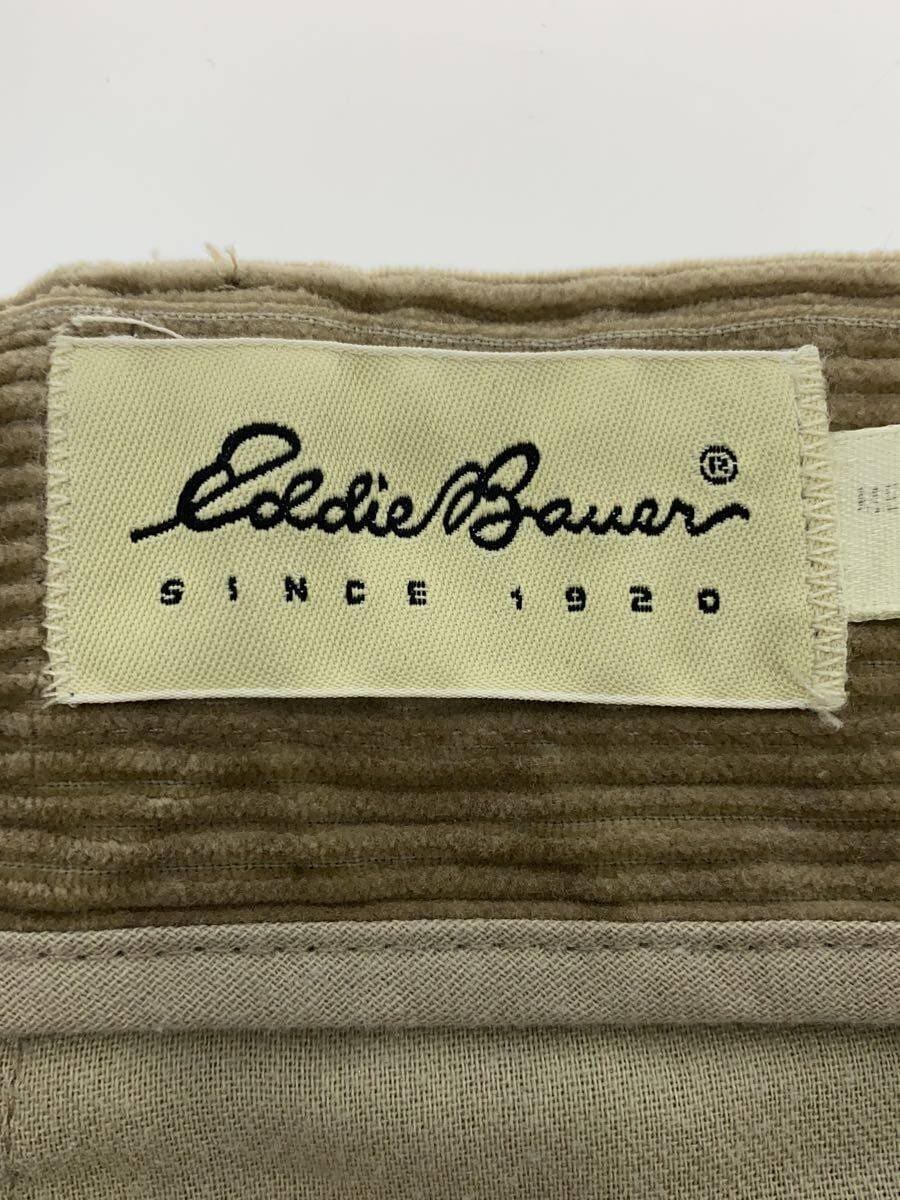 Eddie Bauer ®
SINCE 1920